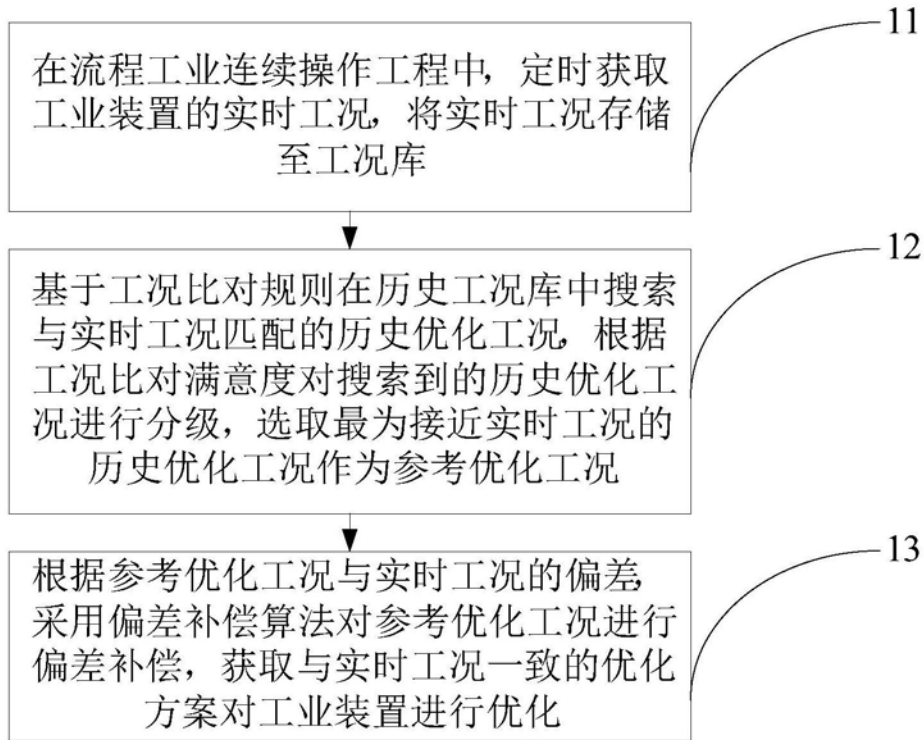 11
在流程工业连续操作工程中, 定时获取
工业装置的实时工况, 将实时工况存储
至工况库
12
基于工况比对规则在历史工况库中搜索
与实时工况匹配的历史优化工况, 根据
工况比对满意度对搜索到的历史优化工
况进行分级，选取最为接近实时工况的
历史优化工况作为参考优化工况
13
根据参考优化工况与实时工况的偏差,
采用偏差补偿算法对参考优化工况进行
偏差补偿，获取与实时工况一致的优化
方案对工业装置进行优化